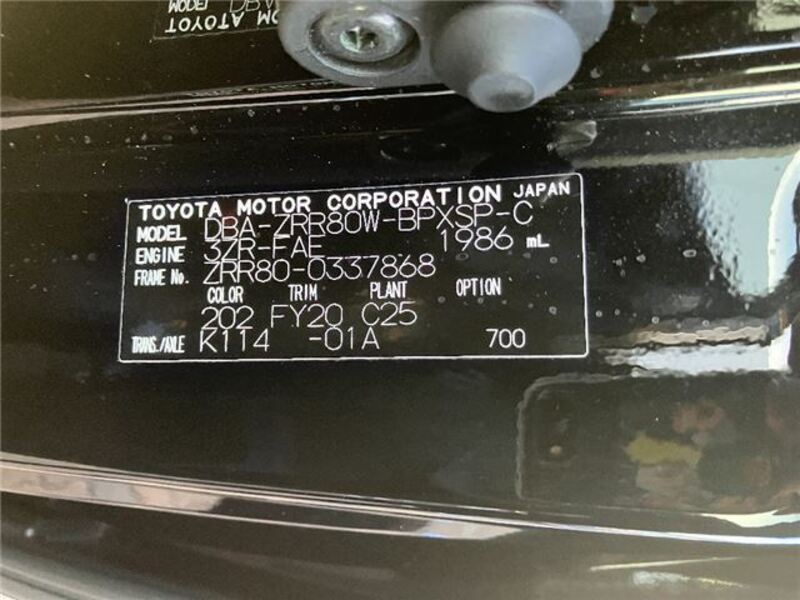 TOYOTA MOTOR CORPORATION JAPAN
MODEL DBA-ZRR80W-BPXSP-C
ENGINE 3ZR-FAE 1986 mL
FRAME No. ZRR80-0337868
COLOR TRIM PLANT OPTION
202 FY20 C25
TRANS./AXLE K114 -01A 700